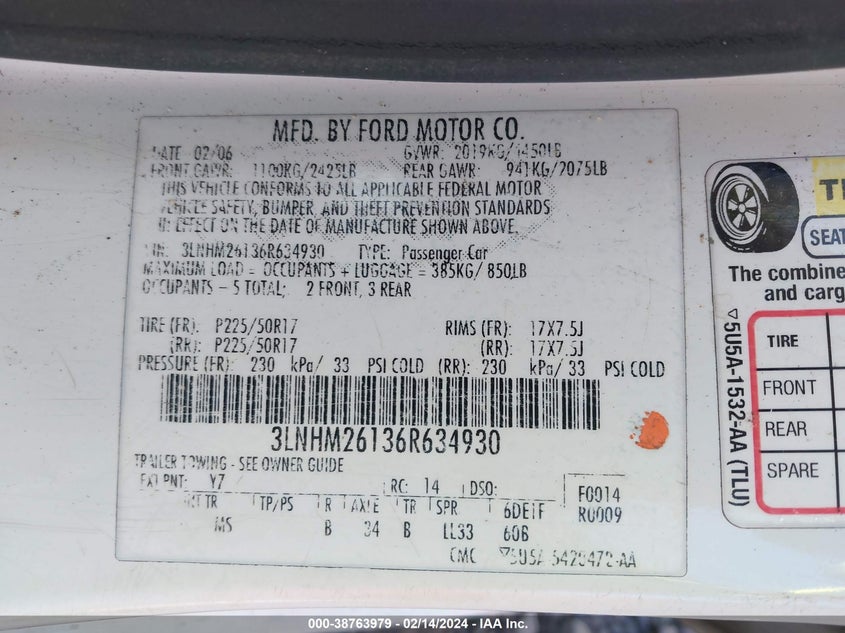 MFD. BY FORD MOTOR CO.
DATE 02/06 GVWR: 2019KG/4450LB
FRONT GAWR: 1100KG/2425LB REAR GAWR: 941KG/2075LB
THIS VEHICLE CONFORMS TO ALL APPLICABLE FEDERAL MOTOR
VEHICLE SAFETY, BUMPER, AND THEFT PREVENTION STANDARDS
IN EFFECT ON THE DATE OF MANUFACTURE SHOWN ABOVE.
VIN: 3LNHM26136R634930 TYPE: Passenger Car
MAXIMUM LOAD = OCCUPANTS + LUGGAGE = 385KG/ 850LB
OCCUPANTS - 5 TOTAL; 2 FRONT, 3 REAR
TIRE (FR): P225/50R17 RIMS (FR): 17X7.5J
(RR): P225/50R17 (RR): 17X7.5J
PRESSURE (FR): 230 kPa/ 33 PSI COLD (RR): 230 kPa/ 33 PSI COLD
3LNHM26136R634930
TRAILER TOWING - SEE OWNER GUIDE
EXT PNT: Y7 RC: 14 DSO: F0014
TR TP/PS R AXLE TR SPR 6DE1F R0009
MS B 34 B LL33 60B
CMC ▽5U5A-5420472-AA
SEAT
The combine
and carg
TIRE
FRONT
REAR
SPARE
▽5U5A-1532-AA (TLU)
000-38763979 - 02/14/2024 - IAA Inc.